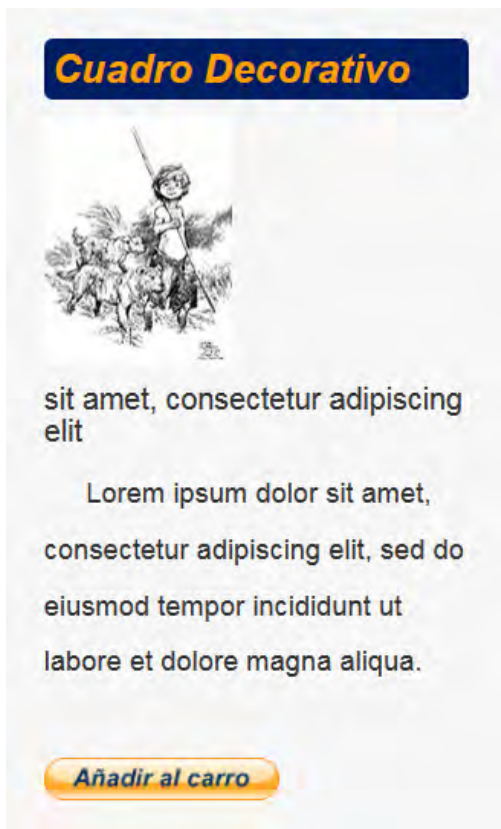 Cuadro Decorativo
sit amet, consectetur adipiscing
elit
Lorem ipsum dolor sit amet,
consectetur adipiscing elit, sed do
eiusmod tempor incididunt ut
labore et dolore magna aliqua.
Añadir al carro